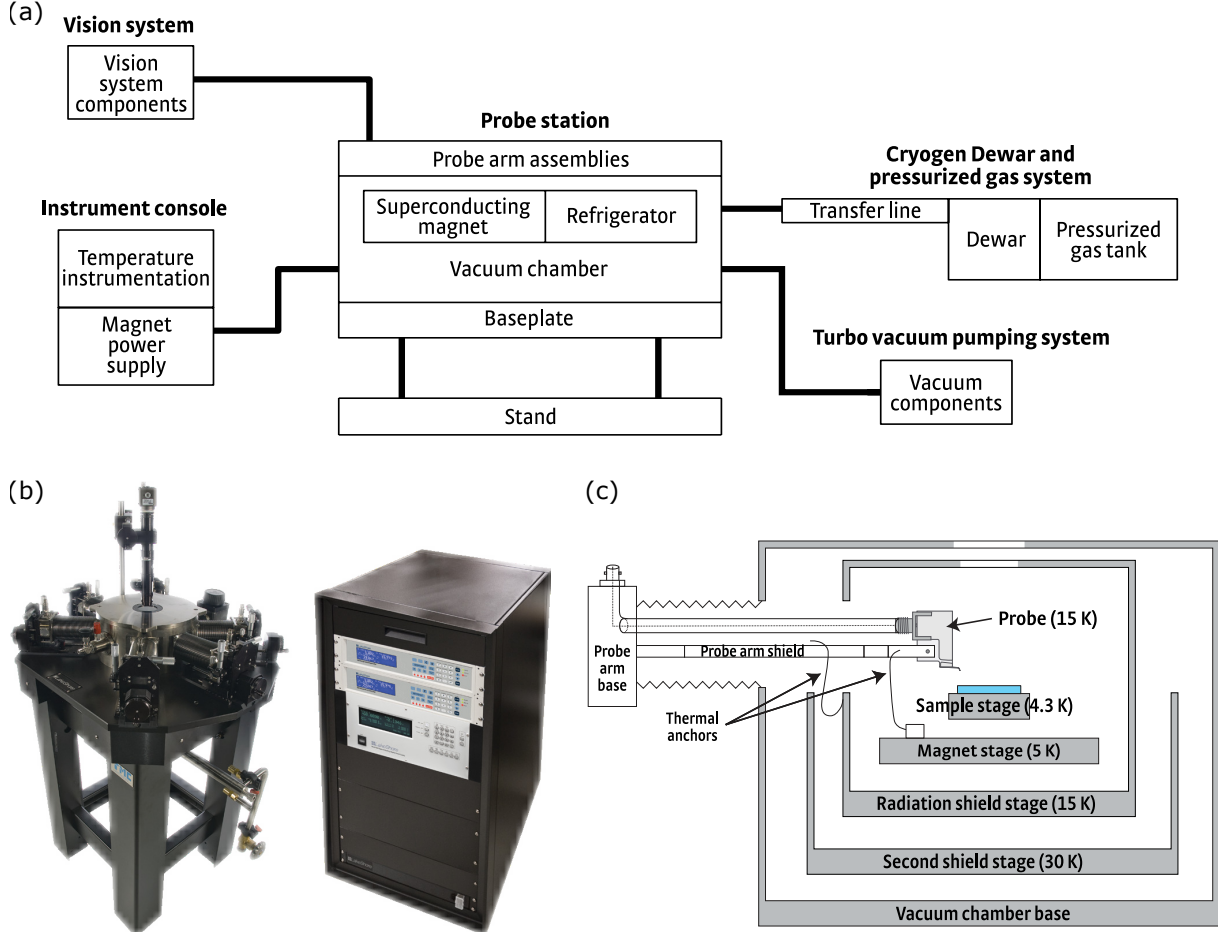 (a)
Vision system
Vision
system
components
Probe station
Probe arm assemblies
Superconducting
magnet
Refrigerator
Vacuum chamber
Baseplate
Stand
Instrument console
Temperature
instrumentation
Magnet
power
supply
Cryogen Dewar and
pressurized gas system
Transfer line
Dewar
Pressurized
gas tank
Turbo vacuum pumping system
Vacuum
components
(b)
(c)
Probe (15 K)
Probe
arm
base
Probe arm shield
Thermal
anchors
Sample stage (4.3 K)
Magnet stage (5 K)
Radiation shield stage (15 K)
Second shield stage (30 K)
Vacuum chamber base